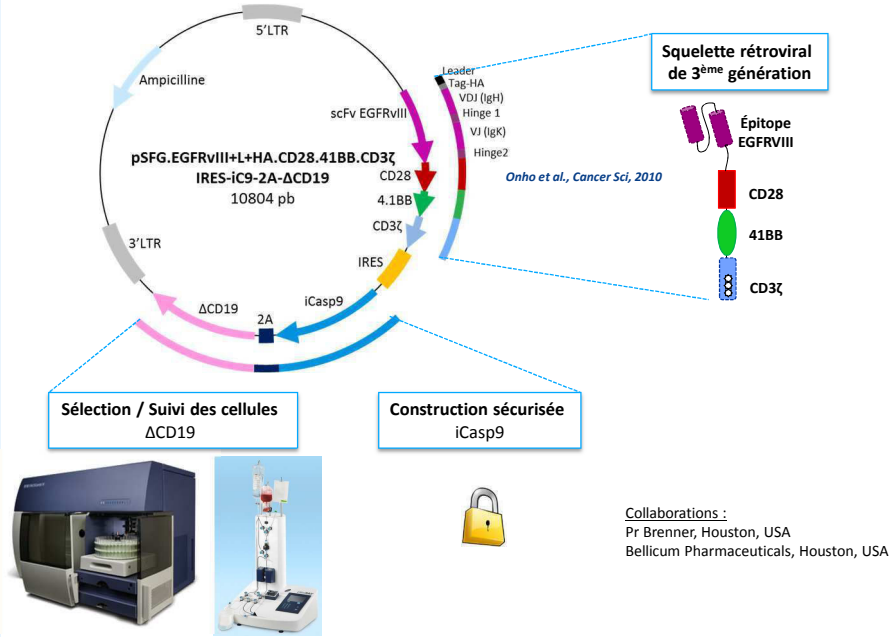 5'LTR
Ampicilline
scFv EGFRvIII
pSFG.EGFRvIII+L+HA.CD28.41BB.CD3ζ
IRES-iC9-2A-ΔCD19
10804 pb
CD28
4.1BB
CD3ζ
IRES
3'LTR
iCasp9
ΔCD19
2A
Leader
Tag-HA
VDJ (IgH)
Hinge 1
VJ (IgK)
Hinge2
Onho et al., Cancer Sci, 2010
Squelette rétroviral
de 3ème génération
Épitope
EGFRVIII
CD28
41BB
CD3ζ
Sélection / Suivi des cellules
ΔCD19
Construction sécurisée
iCasp9
Collaborations :
Pr Brenner, Houston, USA
Bellicum Pharmaceuticals, Houston, USA